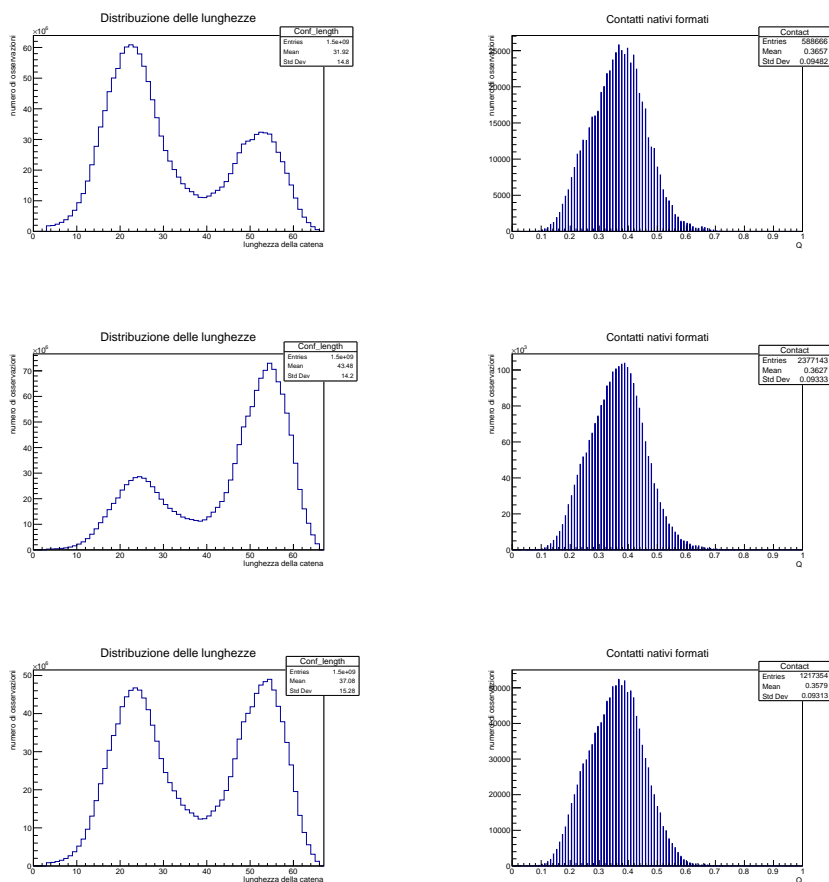 Distribuzione delle lunghezze
×10⁶
numero di osservazioni
60
50
40
30
20
10
0
0 10 20 30 40 50 60
lunghezza della catena
Conf_length
Entries 1.5e+09
Mean 31.92
Std Dev 14.8
Contatti nativi formati
numero di osservazioni
25000
20000
15000
10000
5000
0
0 0.1 0.2 0.3 0.4 0.5 0.6 0.7 0.8 0.9 1
Q
Contact
Entries 588666
Mean 0.3657
Std Dev 0.09482
Distribuzione delle lunghezze
×10⁶
numero di osservazioni
70
60
50
40
30
20
10
0
0 10 20 30 40 50 60
lunghezza della catena
Conf_length
Entries 1.5e+09
Mean 43.48
Std Dev 14.2
Contatti nativi formati
×10³
numero di osservazioni
100
80
60
40
20
0
0 0.1 0.2 0.3 0.4 0.5 0.6 0.7 0.8 0.9 1
Q
Contact
Entries 2377143
Mean 0.3627
Std Dev 0.09333
Distribuzione delle lunghezze
×10⁶
numero di osservazioni
50
40
30
20
10
0
0 10 20 30 40 50 60
lunghezza della catena
Conf_length
Entries 1.5e+09
Mean 37.08
Std Dev 15.28
Contatti nativi formati
numero di osservazioni
50000
40000
30000
20000
10000
0
0 0.1 0.2 0.3 0.4 0.5 0.6 0.7 0.8 0.9 1
Q
Contact
Entries 1217354
Mean 0.3579
Std Dev 0.09313